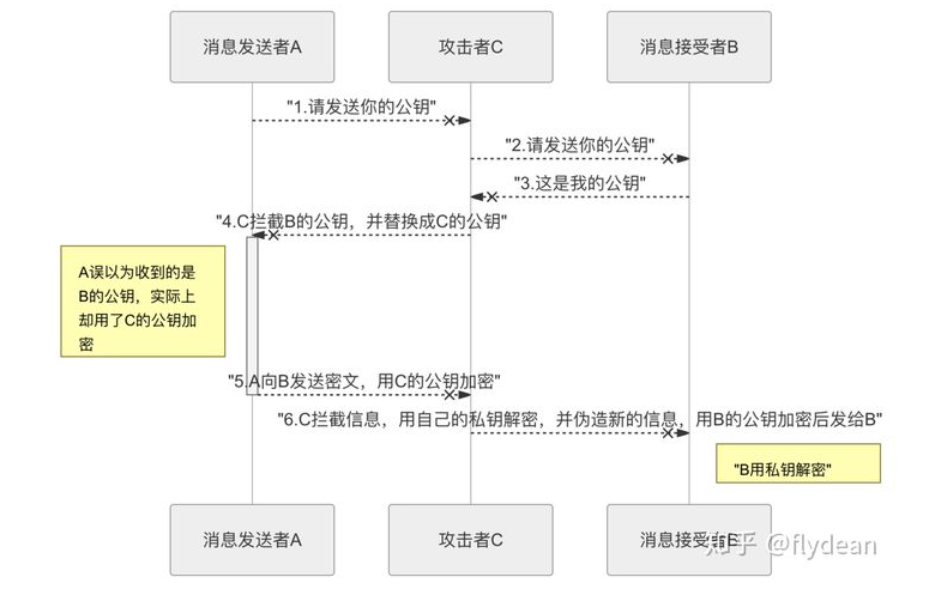 消息发送者A
攻击者C
消息接受者B
"1.请发送你的公钥"
"2.请发送你的公钥"
"3.这是我的公钥"
"4.C拦截B的公钥，并替换成C的公钥"
A误以为收到的是
B的公钥，实际上
却用了C的公钥加
密
"5.A向B发送密文，用C的公钥加密"
"6.C拦截信息，用自己的私钥解密，并伪造新的信息，用B的公钥加密后发给B"
"B用私钥解密"
消息发送者A
攻击者C
消息接受者B
知乎 @flydean